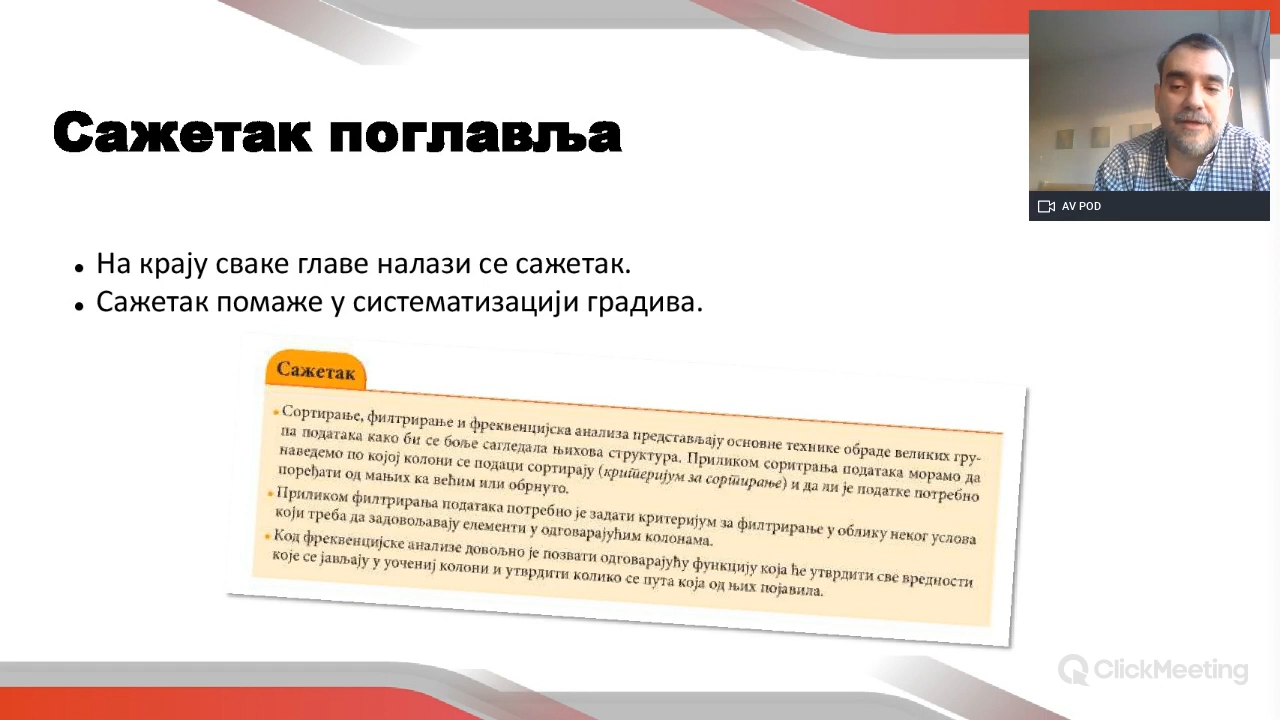 Сажетак поглавља
AV POD
• На крају сваке главе налази се сажетак.
• Сажетак помаже у систематизацији градива.
Сажетак
• Сортирање, филтрирање и фреквенцијска анализа представљају основне технике обраде великих гру-
па података како би се боље сагледала њихова структура. Приликом соритрања података морамо да
наведемо по којој колони се подаци сортирају (критеријум за сортирање) и да ли је податке потребно
поређати од мањих ка већим или обрнуто.
• Приликом филтрирања података потребно је задати критеријум за филтрирање у облику неког услова
који треба да задовољавају елементи у одговарајућим колонама.
• Код фреквенцијске анализе довољно је позвати одговарајућу функцију која ће утврдити све вредности
које се јављају у уоченој колони и утврдити колико се пута која од њих појавила.
ClickMeeting